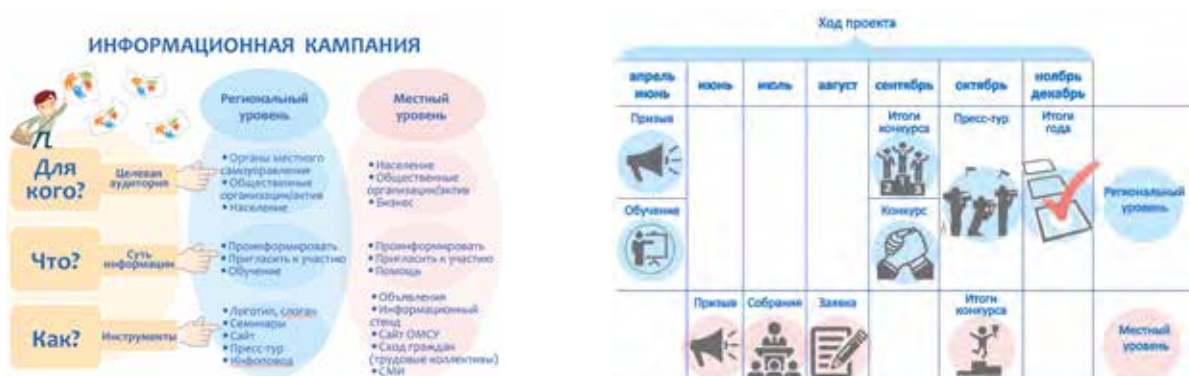 ИНФОРМАЦИОННАЯ КАМПАНИЯ
Региональный
уровень
Местный
уровень
Для
кого?
Целевая
аудитория
• Органы местного
самоуправления
• Общественные
организации/актив
• Население
• Население
• Общественные
организации/актив
• Бизнес
Что?
Суть
информации
• Проинформировать
• Пригласить к участию
• Обучение
• Проинформировать
• Пригласить к участию
• Помощь
Как?
Инструменты
• Логотип, слоган
• Семинары
• Сайт
• Пресс-тур
• Инфоповод
• Объявления
• Информационный
стенд
• Сайт ОМСУ
• Сход граждан
(трудовые коллективы)
• СМИ
Ход проекта
апрель
июнь
июнь
июль
август
сентябрь
октябрь
ноябрь
декабрь
Призыв
Итоги
конкурса
2 1 3
Пресс-тур
Итоги
года
Региональный
уровень
Обучение
Конкурс
Призыв
Собрание
Заявка
Итоги
конкурса
Местный
уровень